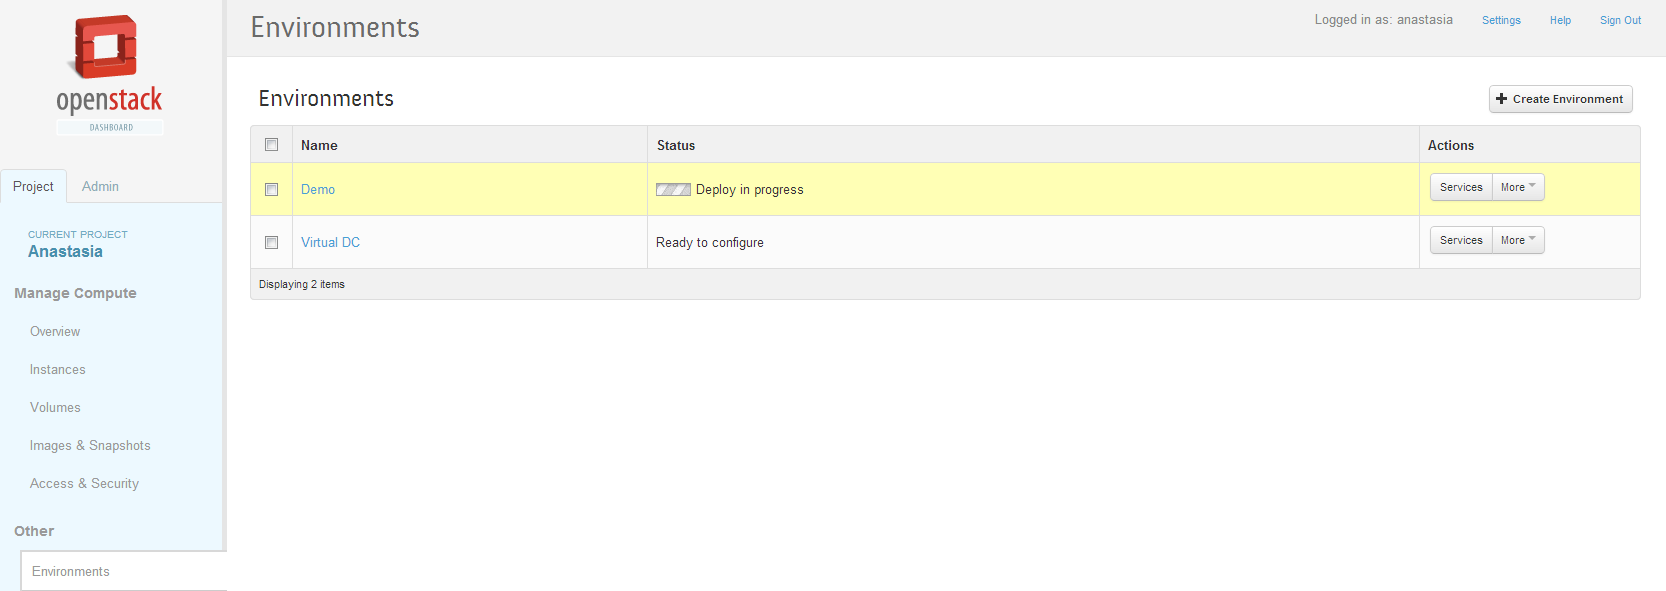 openstack
DASHBOARD
Project Admin
CURRENT PROJECT
Anastasia
Manage Compute
Overview
Instances
Volumes
Images & Snapshots
Access & Security
Other
Environments
Environments
Logged in as: anastasia Settings Help Sign Out
Environments
Create Environment
Name Status Actions
Demo Deploy in progress Services More
Virtual DC Ready to configure Services More
Displaying 2 items